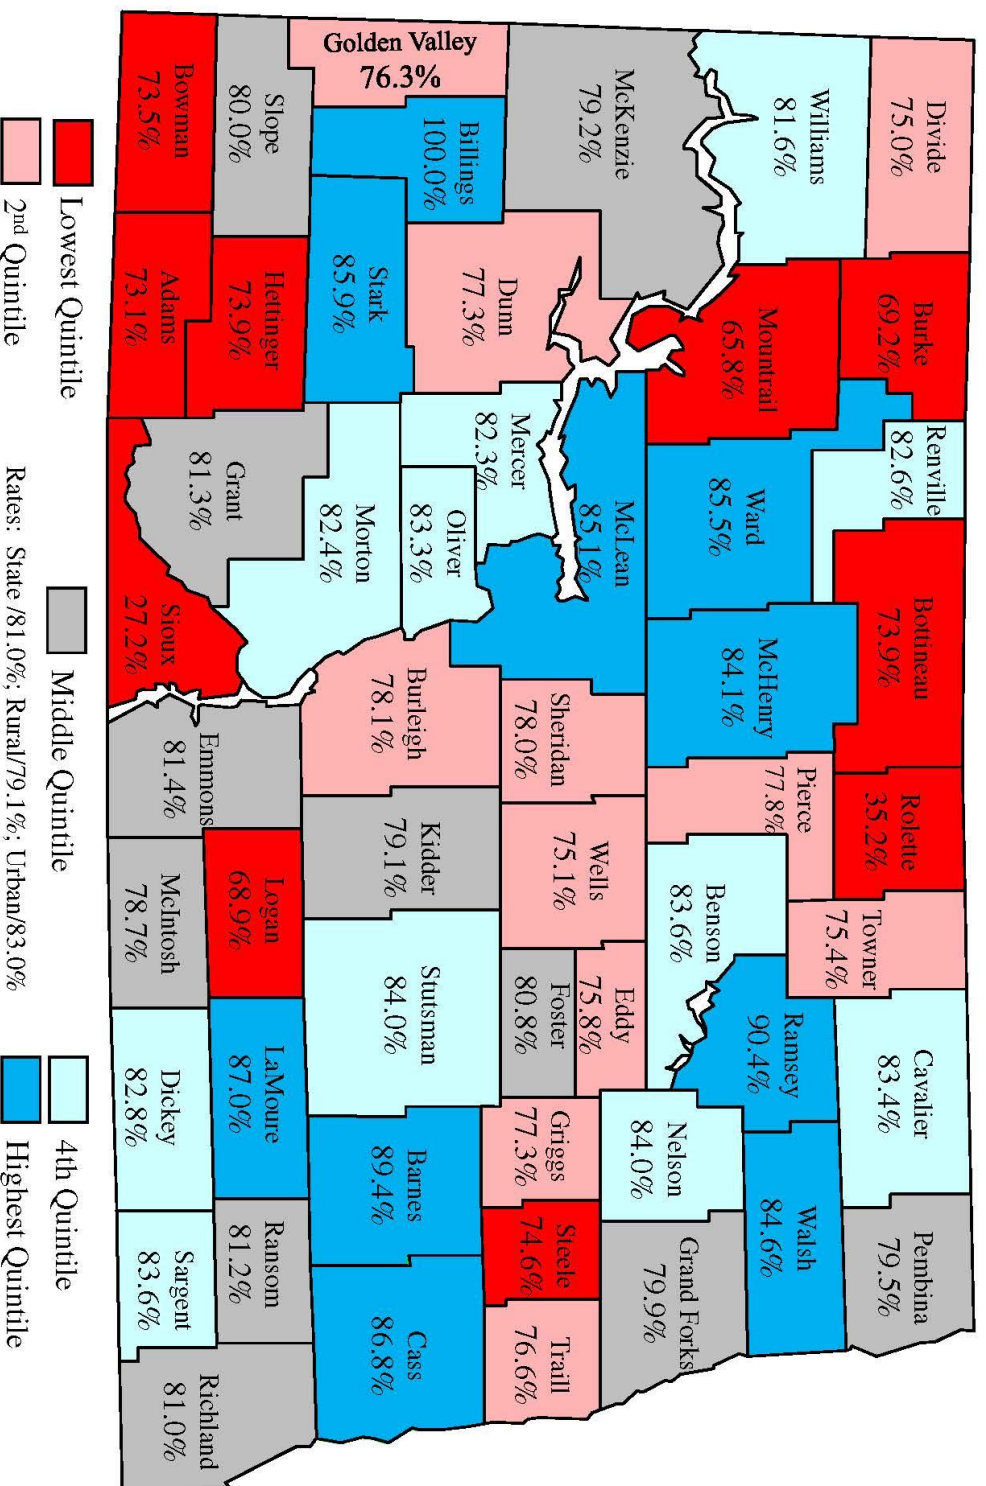 Divide
75.0%
Burke
69.2%
Renville
82.6%
Bottineau
73.9%
Rolette
35.2%
Towner
75.4%
Cavalier
83.4%
Pembina
79.5%
Williams
81.6%
Mountrail
65.8%
Ward
85.5%
McHenry
84.1%
Pierce
77.8%
Benson
83.6%
Ramsey
90.4%
Walsh
84.6%
McKenzie
79.2%
Nelson
84.0%
Grand Forks
79.9%
McLean
85.1%
Sheridan
78.0%
Wells
75.1%
Eddy
75.8%
Foster
80.8%
Griggs
77.3%
Steele
74.6%
Traill
76.6%
Golden Valley
76.3%
Billings
100.0%
Dunn
77.3%
Mercer
82.3%
Oliver
83.3%
Stark
85.9%
Morton
82.4%
Burleigh
78.1%
Kidder
79.1%
Stutsman
84.0%
Barnes
89.4%
Cass
86.8%
Slope
80.0%
Hettinger
73.9%
Grant
81.3%
Emmons
81.4%
Logan
68.9%
LaMoure
87.0%
Ransom
81.2%
Richland
81.0%
Bowman
73.5%
Adams
73.1%
Sioux
27.2%
McIntosh
78.7%
Dickey
82.8%
Sargent
83.6%
Lowest Quintile
2nd Quintile
Middle Quintile
4th Quintile
Highest Quintile
Rates: State /81.0%; Rural/79.1%; Urban/83.0%